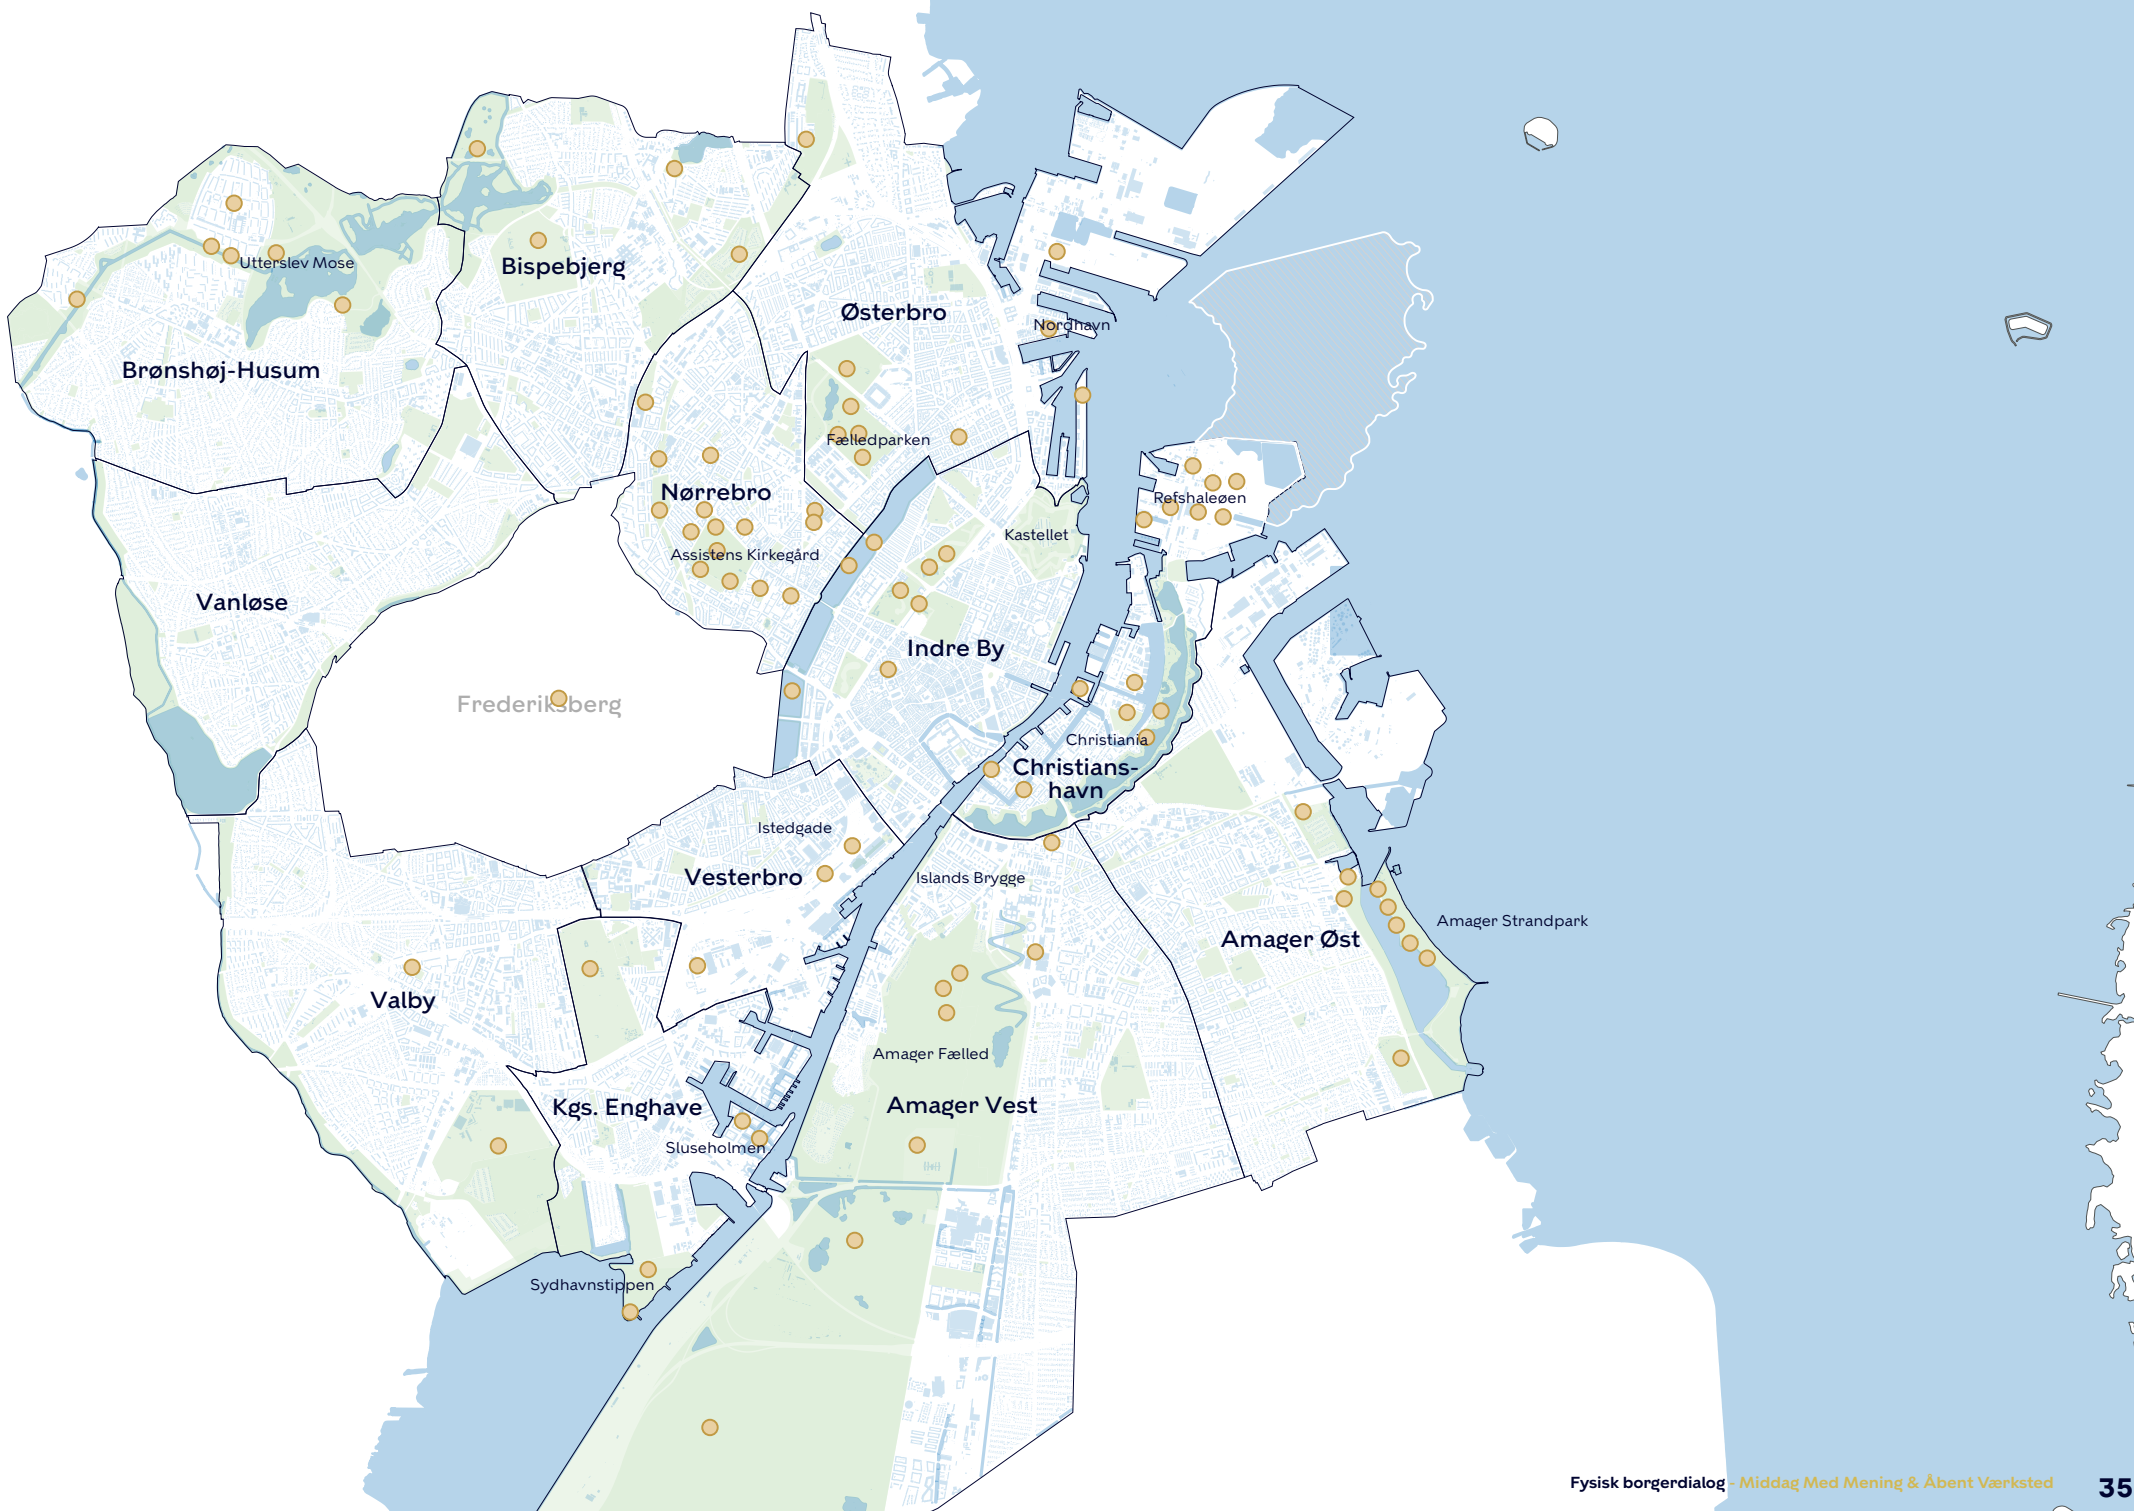 Utterslev Mose
Bispebjerg
Østerbro
Nordhavn
Brønshøj-Husum
Fælledparken
Nørrebro
Refshaleøen
Kastellet
Assistens Kirkegård
Vanløse
Indre By
Frederiksberg
Christiania
Christians-
havn
Istedgade
Vesterbro
Islands Brygge
Amager Strandpark
Amager Øst
Valby
Amager Fælled
Kgs. Enghave
Amager Vest
Sluseholmen
Sydhavnstippen
Fysisk borgerdialog - Middag Med Mening & Åbent Værksted 35